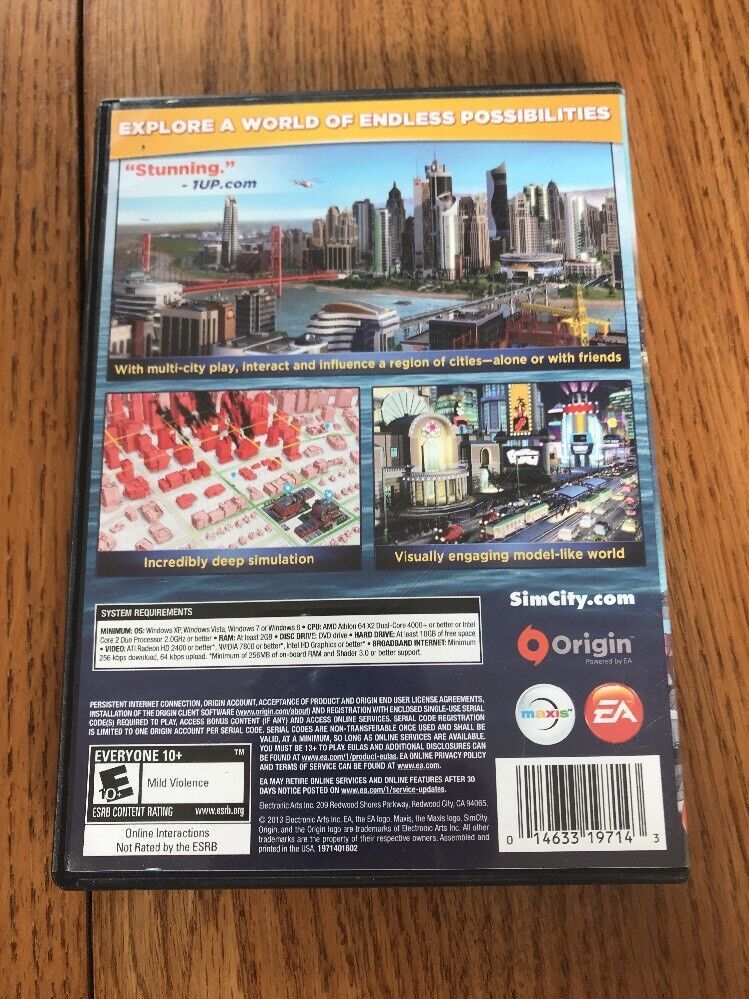 EXPLORE A WORLD OF ENDLESS POSSIBILITIES
"Stunning."
- 1UP.com
With multi-city play, interact and influence a region of cities—alone or with friends
Incredibly deep simulation
Visually engaging model-like world
SimCity.com
SYSTEM REQUIREMENTS
MINIMUM: OS: Windows XP, Windows Vista, Windows 7 or Windows 8 • CPU: AMD Athlon 64 X2 Dual-Core 4000+ or better or Intel
Core 2 Duo Processor 2.0GHz or better • RAM: At least 2GB • DISC DRIVE: DVD drive • HARD DRIVE: At least 10GB of free space
• VIDEO: ATI Radeon HD 2400 or better*, NVIDIA 7800 or better*, Intel HD Graphics or better* • BROADBAND INTERNET: Minimum
256 kbps download, 64 kbps upload. *Minimum of 256MB of on-board RAM and Shader 3.0 or better support.
Origin
Powered by EA
maxis™
EA
PERSISTENT INTERNET CONNECTION, ORIGIN ACCOUNT, ACCEPTANCE OF PRODUCT AND ORIGIN END USER LICENSE AGREEMENTS,
INSTALLATION OF THE ORIGIN CLIENT SOFTWARE (www.origin.com/about) AND REGISTRATION WITH ENCLOSED SINGLE-USE SERIAL
CODE(S) REQUIRED TO PLAY, ACCESS BONUS CONTENT (IF ANY) AND ACCESS ONLINE SERVICES. SERIAL CODE REGISTRATION
IS LIMITED TO ONE ORIGIN ACCOUNT PER SERIAL CODE. SERIAL CODES ARE NON-TRANSFERABLE ONCE USED AND SHALL BE
VALID, AT A MINIMUM, SO LONG AS ONLINE SERVICES ARE AVAILABLE.
YOU MUST BE 13+ TO PLAY. EULAS AND ADDITIONAL DISCLOSURES CAN
BE FOUND AT www.ea.com/1/product-eulas. EA ONLINE PRIVACY POLICY
AND TERMS OF SERVICE CAN BE FOUND AT www.ea.com.
EA MAY RETIRE ONLINE SERVICES AND ONLINE FEATURES AFTER 30
DAYS NOTICE POSTED ON www.ea.com/1/service-updates.
Electronic Arts Inc. 209 Redwood Shores Parkway, Redwood City, CA 94065.
© 2013 Electronic Arts Inc. EA, the EA logo, Maxis, the Maxis logo, SimCity,
Origin, and the Origin logo are trademarks of Electronic Arts Inc. All other
trademarks are the property of their respective owners. Assembled and
printed in the USA. 1971401802
EVERYONE 10+ ™
E
10+
Mild Violence
ESRB CONTENT RATING www.esrb.org
Online Interactions
Not Rated by the ESRB
0 14633 19714 3